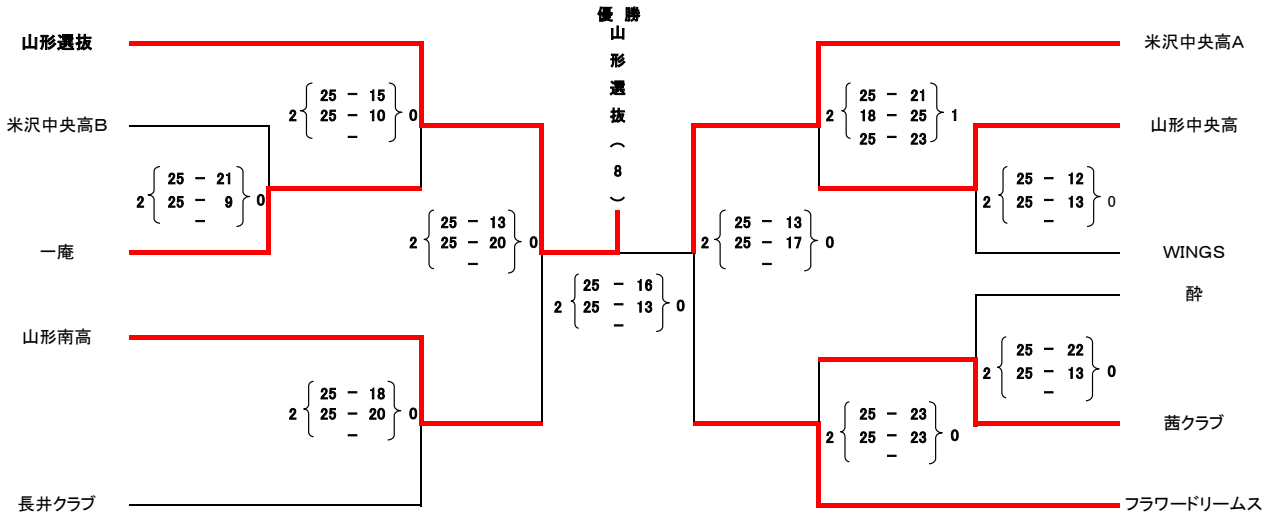 優 勝
山形選抜（8）
山形選抜
米沢中央高B
一庵
山形南高
長井クラブ
米沢中央高A
山形中央高
WINGS
酔
茜クラブ
フラワードリームス
25 － 15
2 25 － 10 0
－
25 － 21
2 25 － 9 0
－
25 － 13
2 25 － 20 0
－
25 － 18
2 25 － 20 0
－
25 － 16
2 25 － 13 0
－
25 － 13
2 25 － 17 0
－
25 － 21
2 18 － 25 1
25 － 23
25 － 12
2 25 － 13 0
－
25 － 22
2 25 － 13 0
－
25 － 23
2 25 － 23 0
－